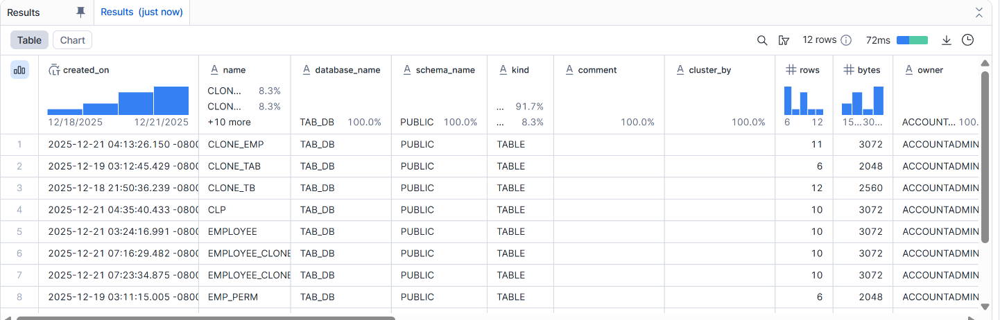 Results Results (just now)
Table Chart 12 rows 72ms
created_on name database_name schema_name kind comment cluster_by rows bytes owner
CLON... 8.3%
CLON... 8.3% ... 91.7%
12/18/2025 12/21/2025 +10 more TAB_DB 100.0% PUBLIC 100.0% ... 8.3% 100.0% 100.0% 6 12 15...30... ACCOUNT... 100.
1 2025-12-21 04:13:26.150 -0800 CLONE_EMP TAB_DB PUBLIC TABLE 11 3072 ACCOUNTADMIN
2 2025-12-19 03:12:45.429 -0800 CLONE_TAB TAB_DB PUBLIC TABLE 6 2048 ACCOUNTADMIN
3 2025-12-18 21:50:36.239 -0800 CLONE_TB TAB_DB PUBLIC TABLE 12 2560 ACCOUNTADMIN
4 2025-12-21 04:35:40.433 -0800 CLP TAB_DB PUBLIC TABLE 10 3072 ACCOUNTADMIN
5 2025-12-21 03:24:16.991 -0800 EMPLOYEE TAB_DB PUBLIC TABLE 10 3072 ACCOUNTADMIN
6 2025-12-21 07:16:29.482 -0800 EMPLOYEE_CLONE TAB_DB PUBLIC TABLE 10 3072 ACCOUNTADMIN
7 2025-12-21 07:23:34.875 -0800 EMPLOYEE_CLONE TAB_DB PUBLIC TABLE 10 3072 ACCOUNTADMIN
8 2025-12-19 03:11:15.005 -0800 EMP_PERM TAB_DB PUBLIC TABLE 6 2048 ACCOUNTADMIN